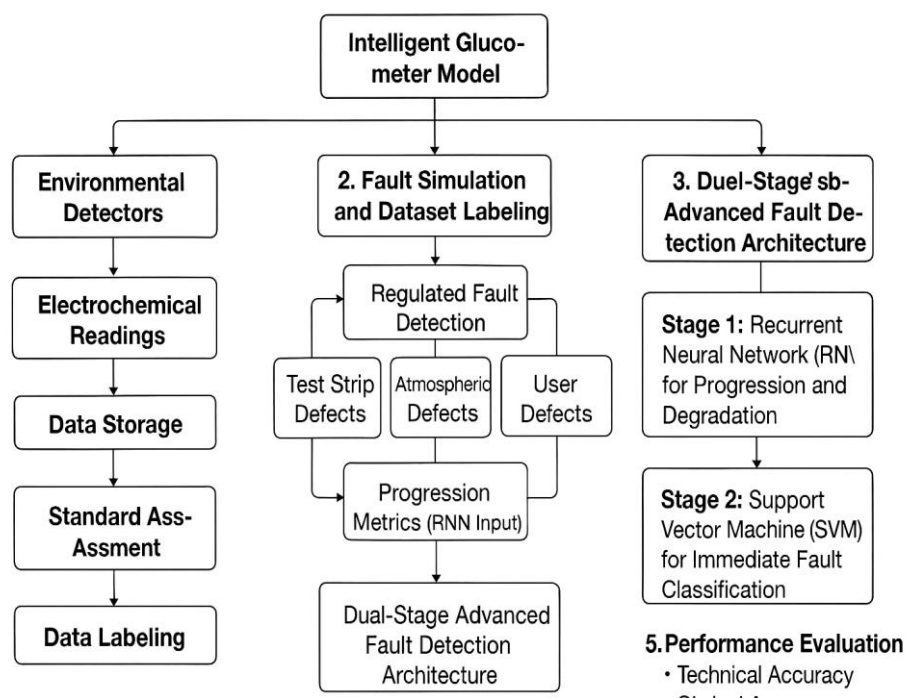 Intelligent Gluco-
meter Model
Environmental
Detectors
Electrochemical
Readings
Data Storage
Standard Ass-
Assment
Data Labeling
2. Fault Simulation
and Dataset Labeling
Regulated Fault
Detection
Test Strip
Defects
Atmospheric
Defects
User
Defects
Progression
Metrics (RNN Input)
Dual-Stage Advanced
Fault Detection
Architecture
3. Duel-Stage' sb-
Advanced Fault De-
tection Architecture
Stage 1: Recurrent
Neural Network (RN\
for Progression and
Degradation
Stage 2: Support
Vector Machine (SVM)
for Immediate Fault
Classification
5. Performance Evaluation
• Technical Accuracy